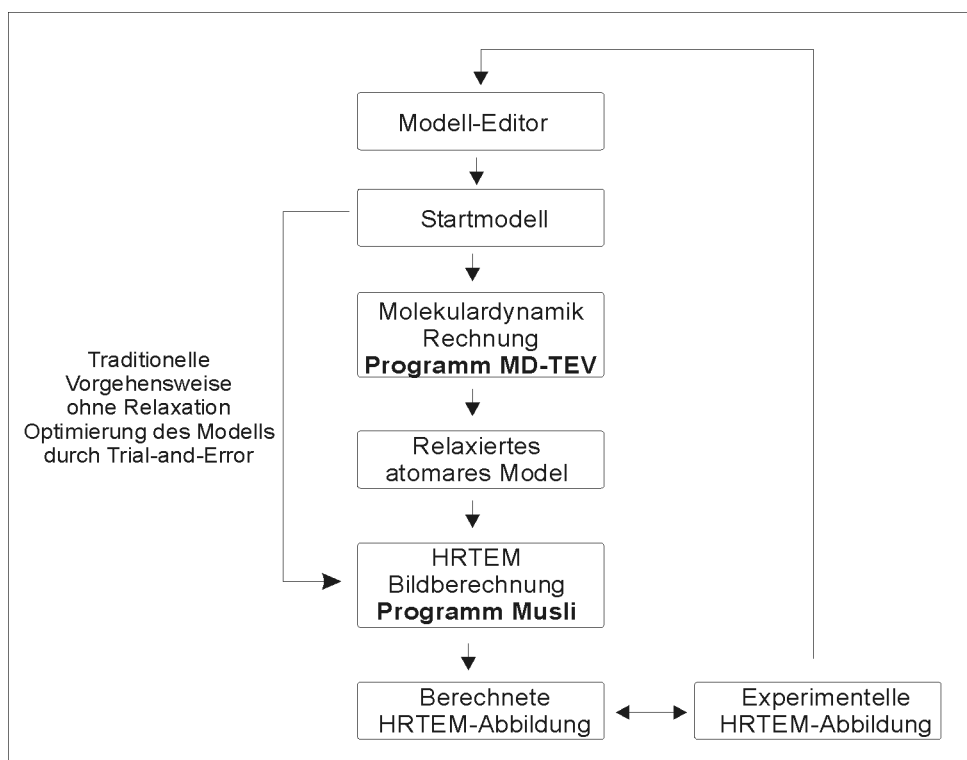 Modell-Editor
Startmodell
Molekulardynamik
Rechnung
Programm MD-TEV
Traditionelle
Vorgehensweise
ohne Relaxation
Optimierung des Modells
durch Trial-and-Error
Relaxiertes
atomares Model
HRTEM
Bildberechnung
Programm Musli
Berechnete
HRTEM-Abbildung
Experimentelle
HRTEM-Abbildung